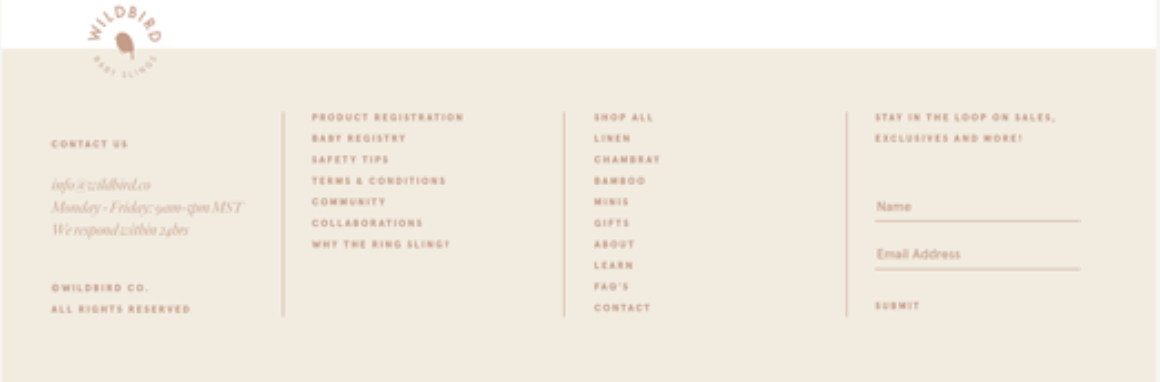 WILDBIRD
BABY SLINGS
CONTACT US
info@wildbird.co
Monday - Friday: 9am-5pm MST
We respond within 24hrs
©WILDBIRD CO.
ALL RIGHTS RESERVED
PRODUCT REGISTRATION
BABY REGISTRY
SAFETY TIPS
TERMS & CONDITIONS
COMMUNITY
COLLABORATIONS
WHY THE RING SLING?
SHOP ALL
LINEN
CHAMBRAY
BAMBOO
MINIS
GIFTS
ABOUT
LEARN
FAQ'S
CONTACT
STAY IN THE LOOP ON SALES,
EXCLUSIVES AND MORE!
Name
Email Address
SUBMIT